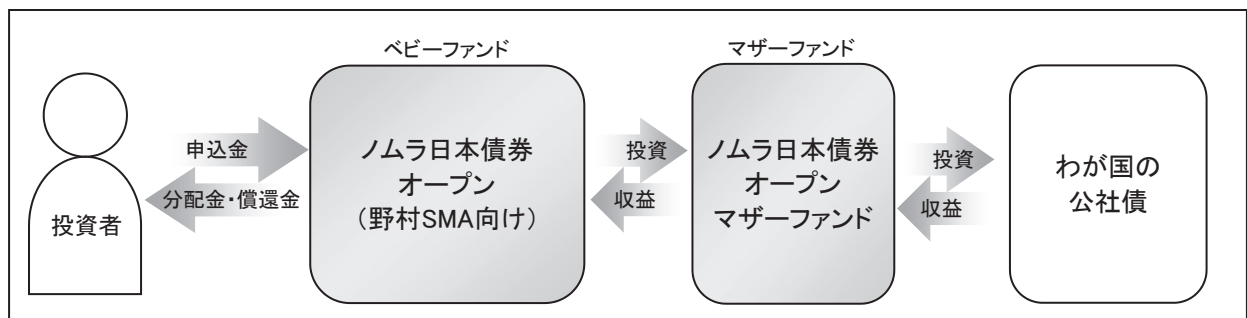 ベビーファンド
マザーファンド
投資者
申込金
分配金・償還金
ノムラ日本債券
オープン
（野村SMA向け）
投資
収益
ノムラ日本債券
オープン
マザーファンド
投資
収益
わが国の
公社債